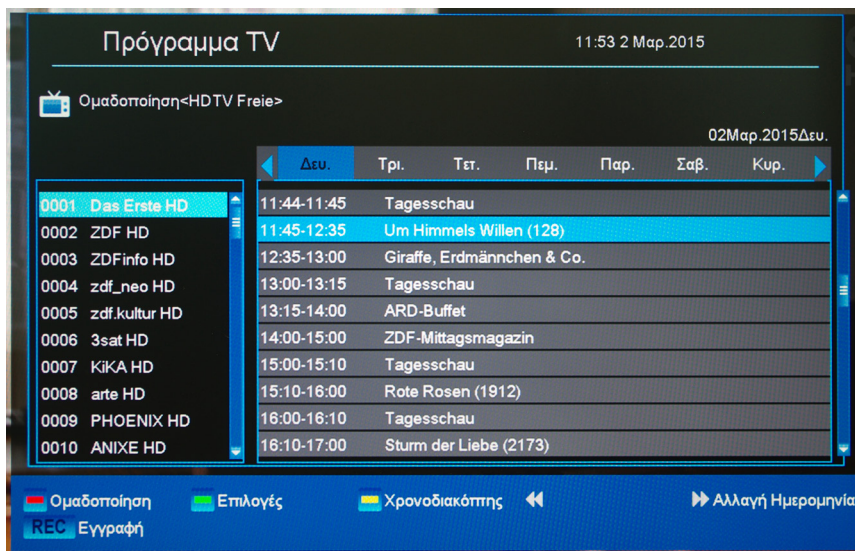 Πρόγραμμα TV
11:53 2 Μαρ.2015
Ομαδοποίηση<HDTV Freie>
02Μαρ.2015Δευ.
Δευ. Τρι. Τετ. Πεμ. Παρ. Σαβ. Κυρ.
0001 Das Erste HD
0002 ZDF HD
0003 ZDFinfo HD
0004 zdf_neo HD
0005 zdf.kultur HD
0006 3sat HD
0007 KiKA HD
0008 arte HD
0009 PHOENIX HD
0010 ANIXE HD
11:44-11:45 Tagesschau
11:45-12:35 Um Himmels Willen (128)
12:35-13:00 Giraffe, Erdmännchen & Co.
13:00-13:15 Tagesschau
13:15-14:00 ARD-Buffet
14:00-15:00 ZDF-Mittagsmagazin
15:00-15:10 Tagesschau
15:10-16:00 Rote Rosen (1912)
16:00-16:10 Tagesschau
16:10-17:00 Sturm der Liebe (2173)
Ομαδοποίηση Επιλογές Χρονοδιακόπτης Αλλαγή Ημερομηνία
REC Εγγραφή